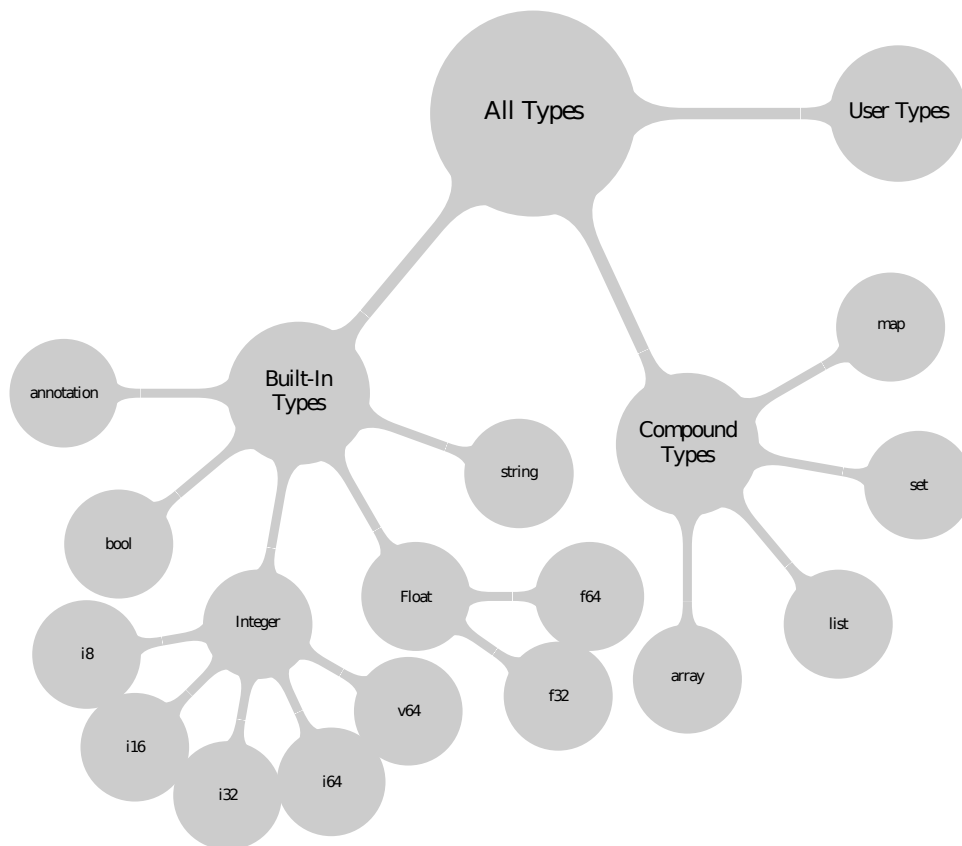 All Types
User Types
map
Built-In
Types
annotation
Compound
Types
string
set
bool
Float
f64
Integer
list
i8
array
f32
v64
i16
i64
i32